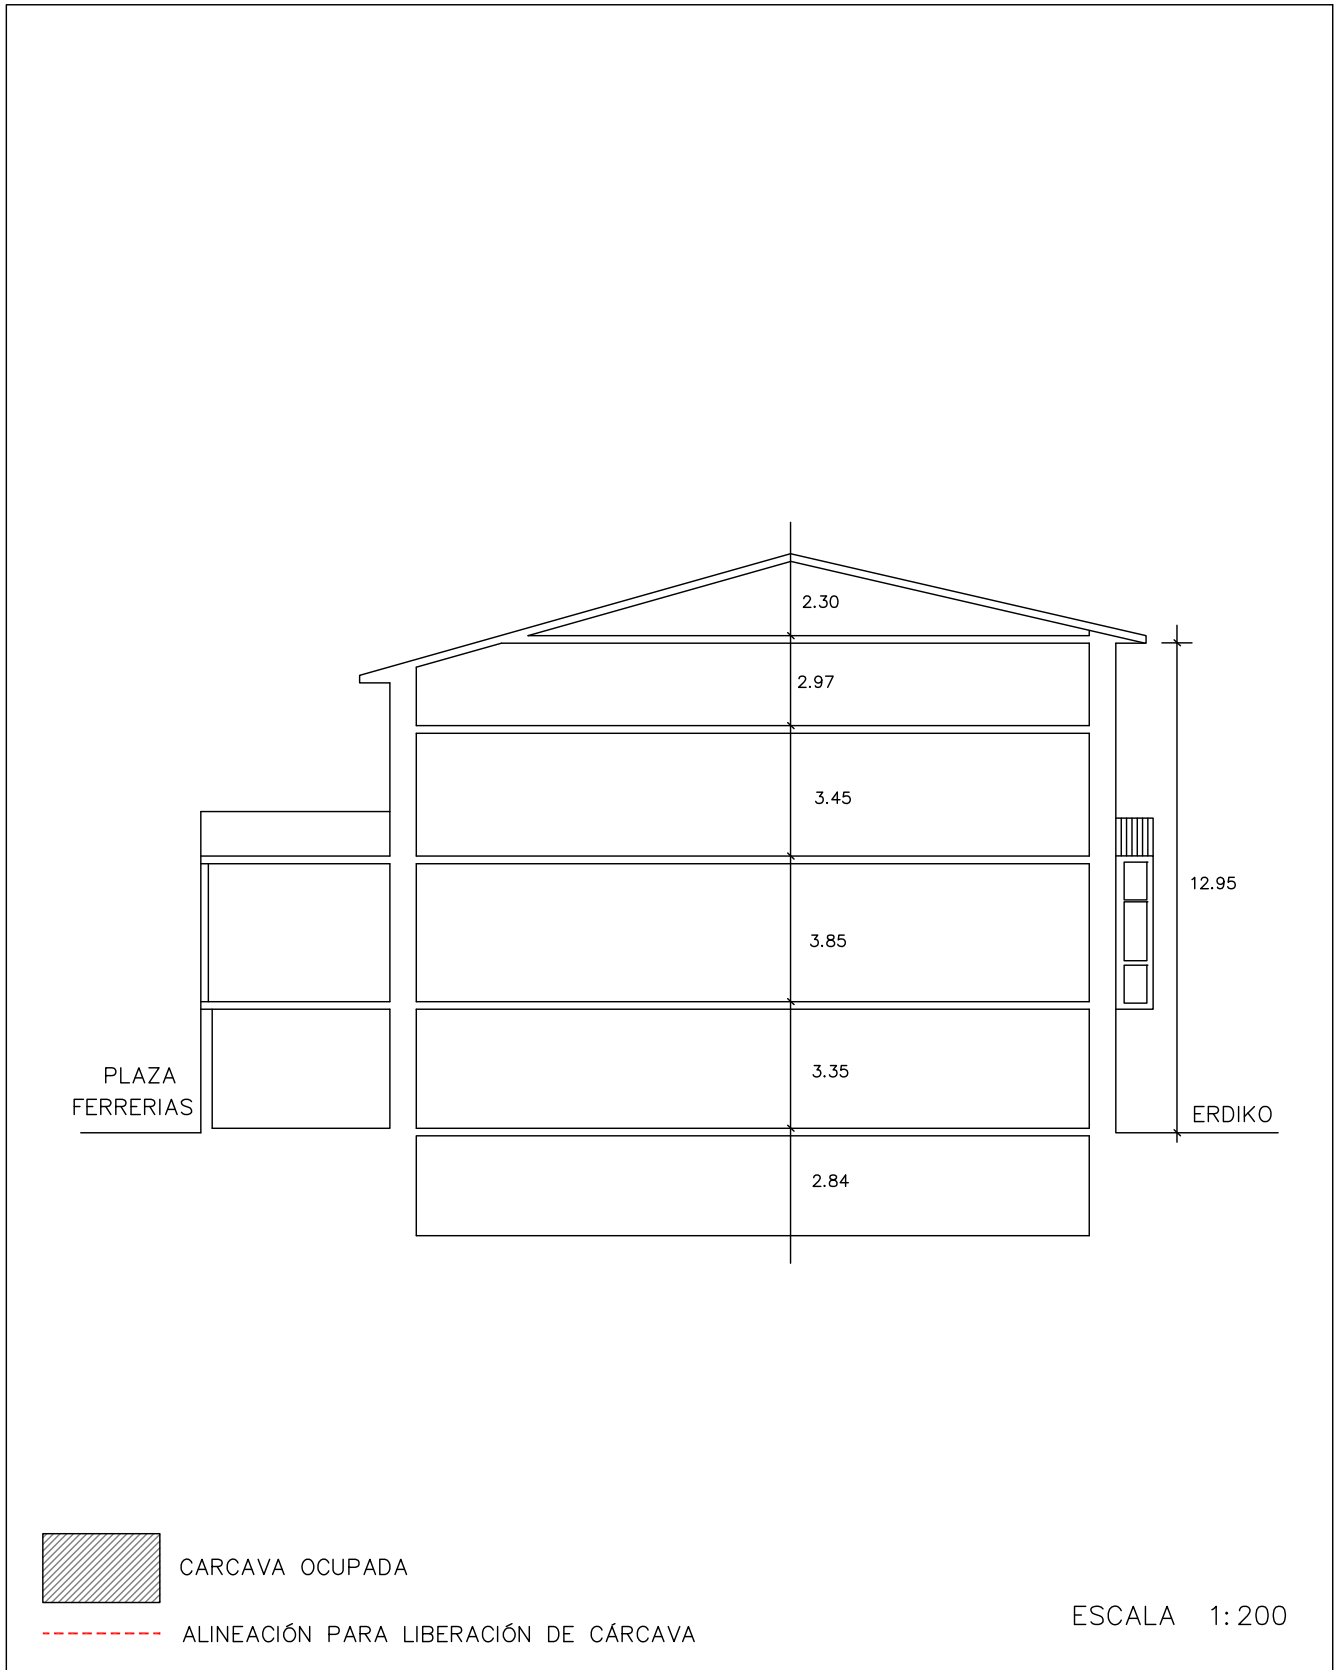 2.30
2.97
3.45
12.95
3.85
3.35
PLAZA
FERRERIAS
ERDIKO
2.84
CARCAVA OCUPADA
ALINEACIÓN PARA LIBERACIÓN DE CÁRCAVA
ESCALA 1:200